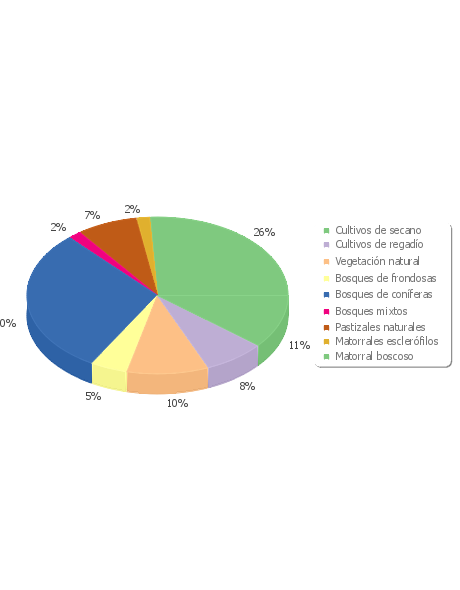 2%
7%
2%
26%
0%
11%
5%
10%
8%
Cultivos de secano
Cultivos de regadío
Vegetación natural
Bosques de frondosas
Bosques de coníferas
Bosques mixtos
Pastizales naturales
Matorrales esclerófilos
Matorral boscoso